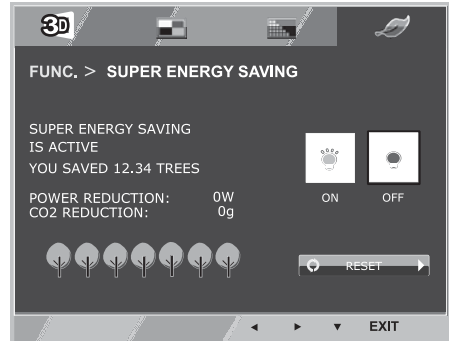 3D
FUNC. > SUPER ENERGY SAVING
SUPER ENERGY SAVING
IS ACTIVE
YOU SAVED 12.34 TREES
POWER REDUCTION: 0W
CO2 REDUCTION: 0g
ON OFF
RESET
EXIT